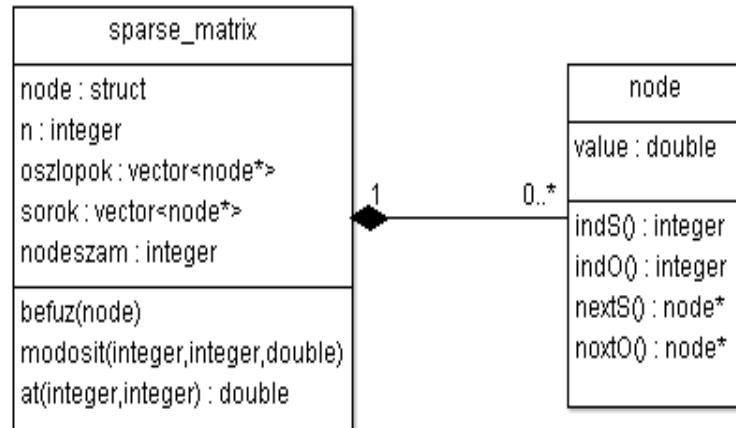 sparse_matrix
node : struct
n : integer
oszlopok : vector<node*>
sorok : vector<node*>
nodeszam : integer
befuz(node)
modosit(integer,integer,double)
at(integer,integer) : double
1
0..*
node
value : double
indS() : integer
indO() : integer
nextS() : node*
noxtO() : node*